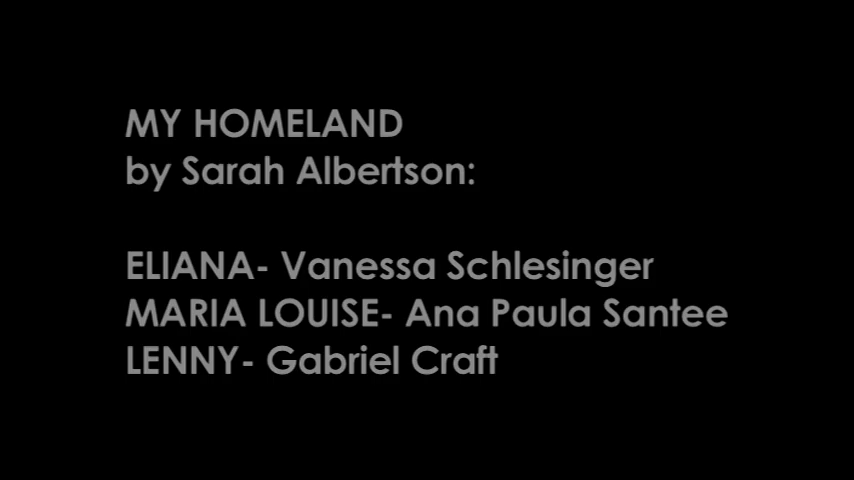 MY HOMELAND
by Sarah Albertson:
ELIANA- Vanessa Schlesinger
MARIA LOUISE- Ana Paula Santee
LENNY- Gabriel Craft